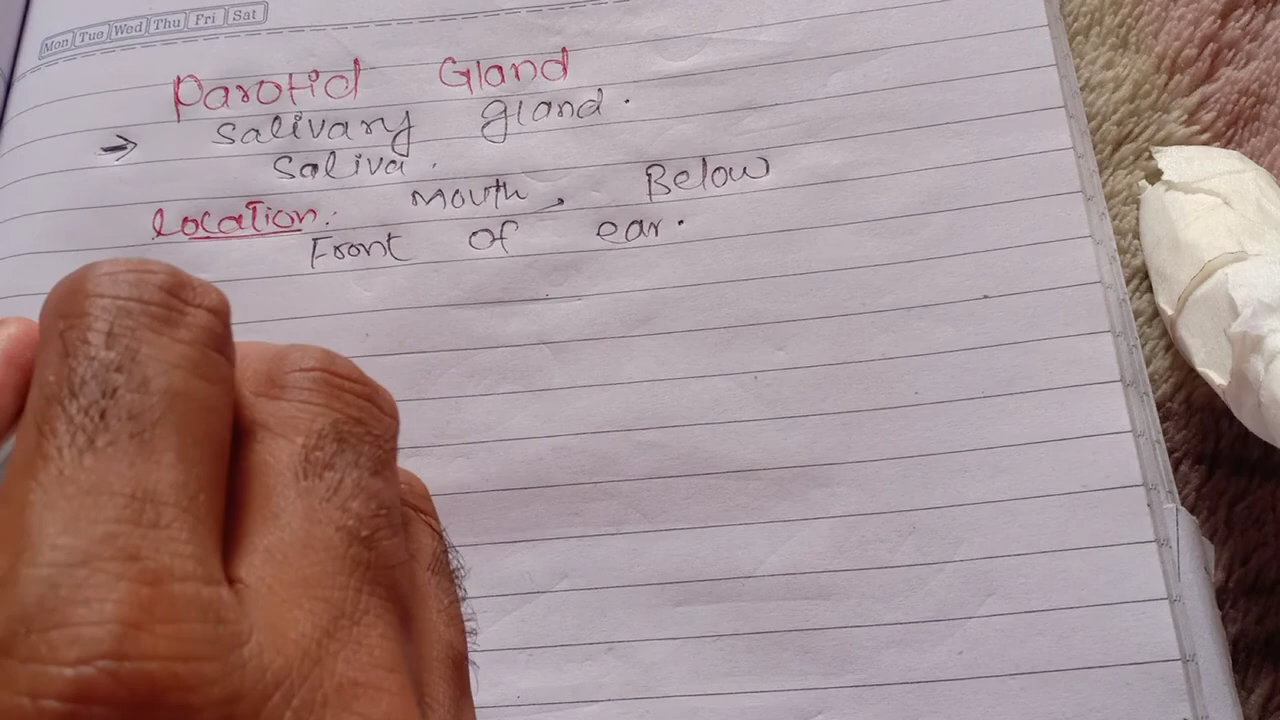 Mon Tue Wed Thu Fri Sat
Parotid Gland
→ Salivary gland.
Saliva.
Location: Mouth, Below
Front of ear.